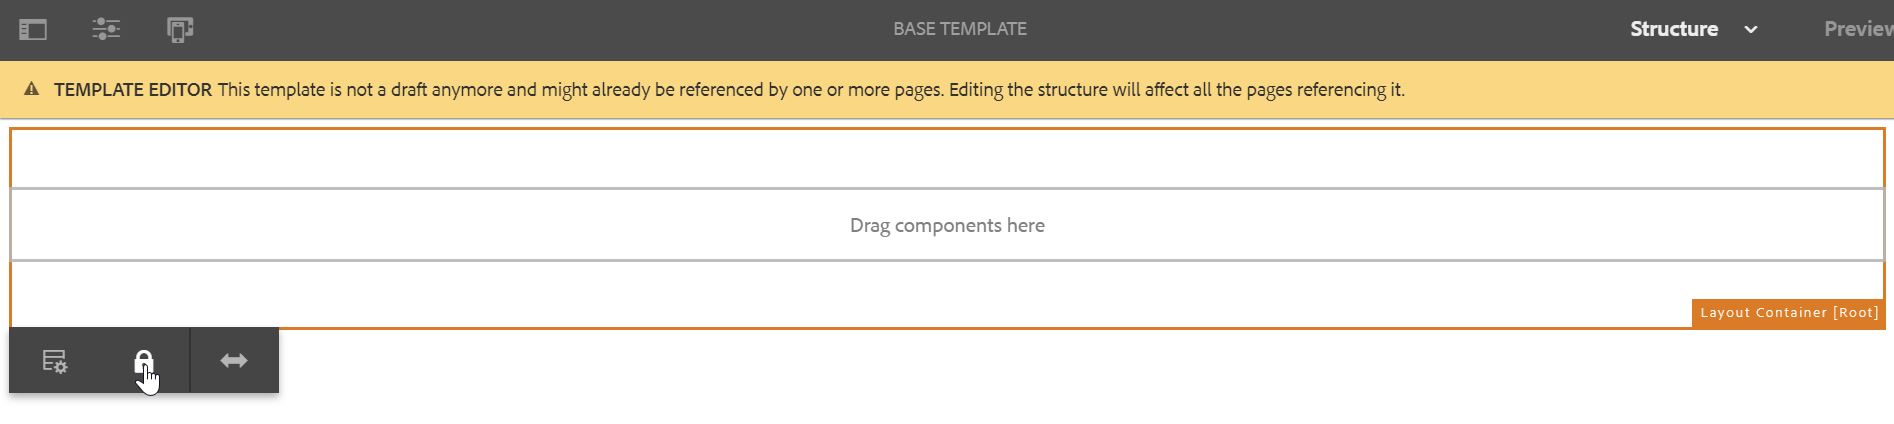 BASE TEMPLATE Structure
TEMPLATE EDITOR This template is not a draft anymore and might already be referenced by one or more pages. Editing the structure will affect all the pages referencing it.
Drag components here
Layout Container [Root]